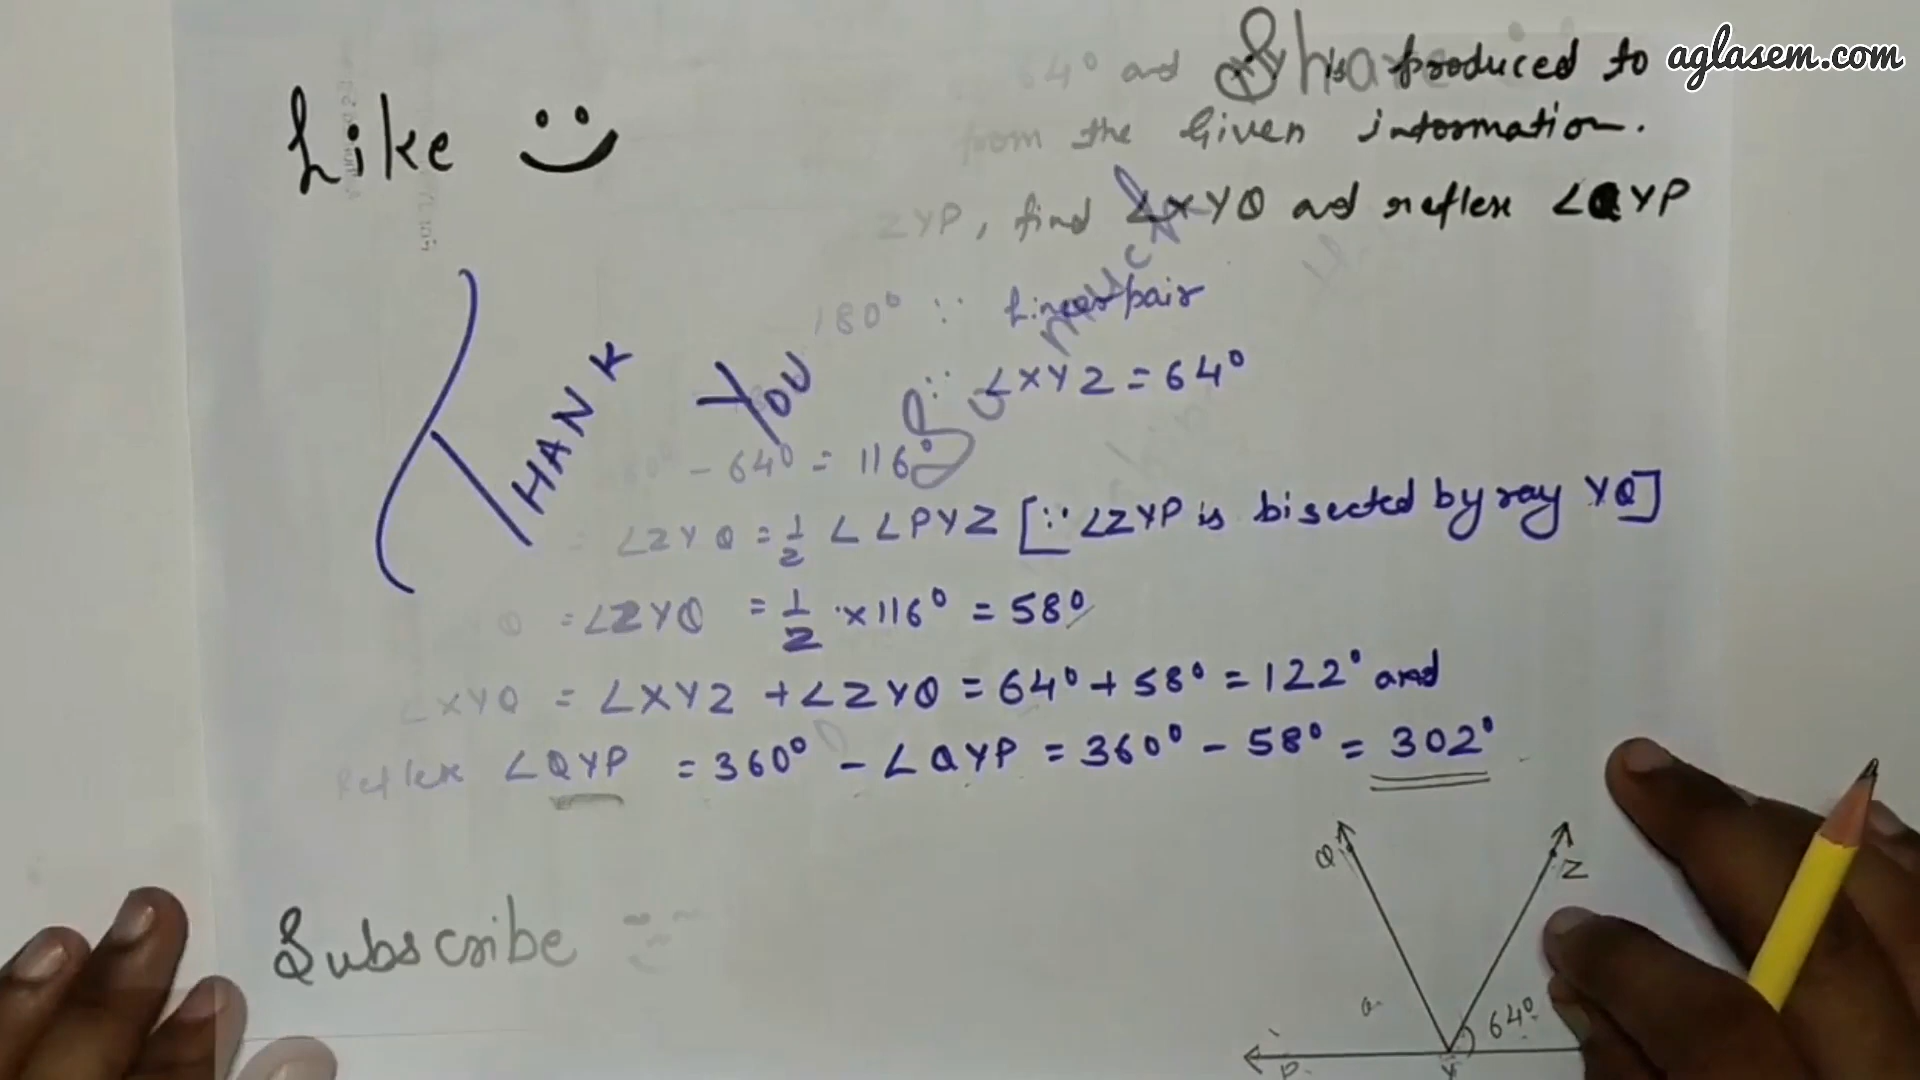 aglasem.com
Like
Share
64° and XY is produced to
from the Given information.
ZYP, find ∠XYQ and reflex ∠QYP
180° ∵ Linear pair
∵ ∠XYZ = 64°
THANK YOU
- 64° = 116°
= ∠ZYQ = 1/2 ∠ ∠PYZ [∵ ∠ZYP is bisected by ray YQ]
= ∠ZYQ = 1/2 × 116° = 58°
∠XYQ = ∠XYZ + ∠ZYQ = 64° + 58° = 122° and
Reflex ∠QYP = 360° - ∠QYP = 360° - 58° = 302°
Q
Z
Subscribe
a
64°
P
Y